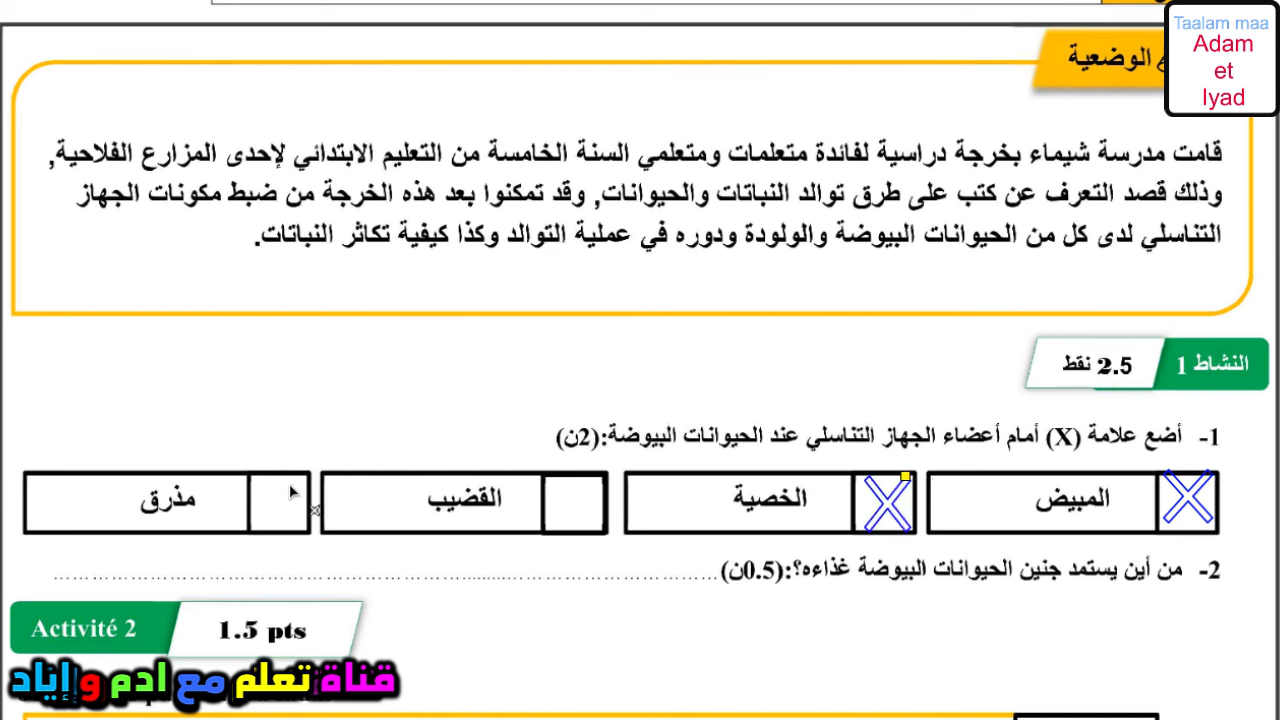 Taalam maa
Adam
et
Iyad
الوضعية
قامت مدرسة شيماء بخرجة دراسية لفائدة متعلمات ومتعلمي السنة الخامسة من التعليم الابتدائي لإحدى المزارع الفلاحية,
وذلك قصد التعرف عن كتب على طرق توالد النباتات والحيوانات, وقد تمكنوا بعد هذه الخرجة من ضبط مكونات الجهاز
التناسلي لدى كل من الحيوانات البيوضة والولودة ودوره في عملية التوالد وكذا كيفية تكاثر النباتات.
النشاط 1
2.5 نقط
1- أضع علامة (X) أمام أعضاء الجهاز التناسلي عند الحيوانات البيوضة:(2ن)
المبيض
الخصية
القضيب
مذرق
2- من أين يستمد جنين الحيوانات البيوضة غذاءه؟:(0.5ن)........................
Activité 2
1.5 pts
قناة تعلم مع ادم وإياد